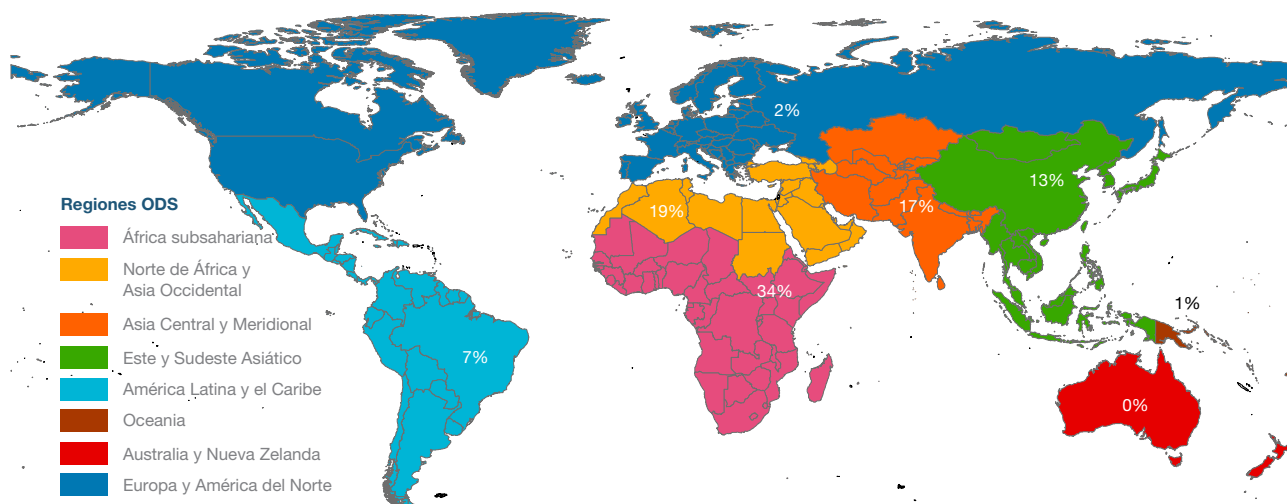 2%
13%
17%
19%
34%
1%
7%
0%
Regiones ODS
África subsahariana
Norte de África y
Asia Occidental
Asia Central y Meridional
Este y Sudeste Asiático
América Latina y el Caribe
Oceania
Australia y Nueva Zelanda
Europa y América del Norte